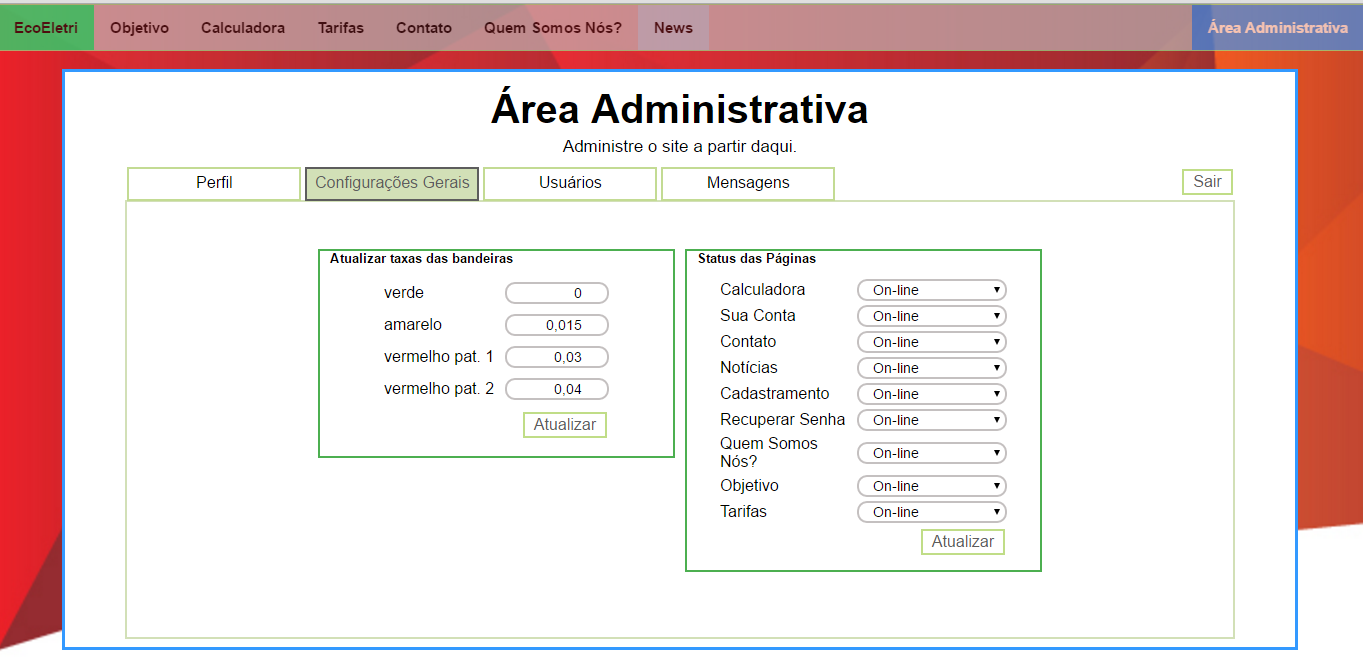 EcoEletri Objetivo Calculadora Tarifas Contato Quem Somos Nós? News Área Administrativa
Área Administrativa
Administre o site a partir daqui.
Perfil Configurações Gerais Usuários Mensagens Sair
Atualizar taxas das bandeiras
verde 0
amarelo 0,015
vermelho pat. 1 0,03
vermelho pat. 2 0,04
Atualizar
Status das Páginas
Calculadora On-line
Sua Conta On-line
Contato On-line
Notícias On-line
Cadastramento On-line
Recuperar Senha On-line
Quem Somos
Nós? On-line
Objetivo On-line
Tarifas On-line
Atualizar